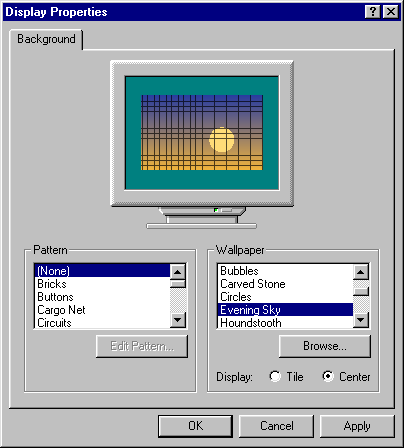 Display Properties
Background
Pattern
(None)
Bricks
Buttons
Cargo Net
Circuits
Edit Pattern...
Wallpaper
Bubbles
Carved Stone
Circles
Evening Sky
Houndstooth
Browse...
Display: Tile Center
OK Cancel Apply